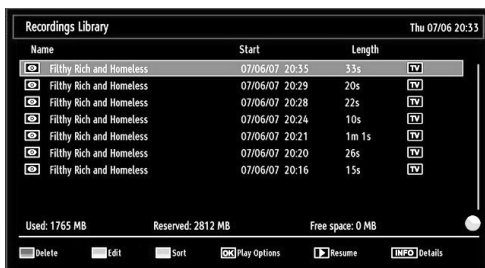 Recordings Library Thu 07/06 20:33
Name Start Length
Filthy Rich and Homeless 07/06/07 20:35 33s TV
Filthy Rich and Homeless 07/06/07 20:29 20s TV
Filthy Rich and Homeless 07/06/07 20:28 22s TV
Filthy Rich and Homeless 07/06/07 20:24 10s TV
Filthy Rich and Homeless 07/06/07 20:21 1m 1s TV
Filthy Rich and Homeless 07/06/07 20:20 26s TV
Filthy Rich and Homeless 07/06/07 20:16 15s TV
Used: 1765 MB Reserved: 2812 MB Free space: 0 MB
Delete Edit Sort OK Play Options Resume INFO Details